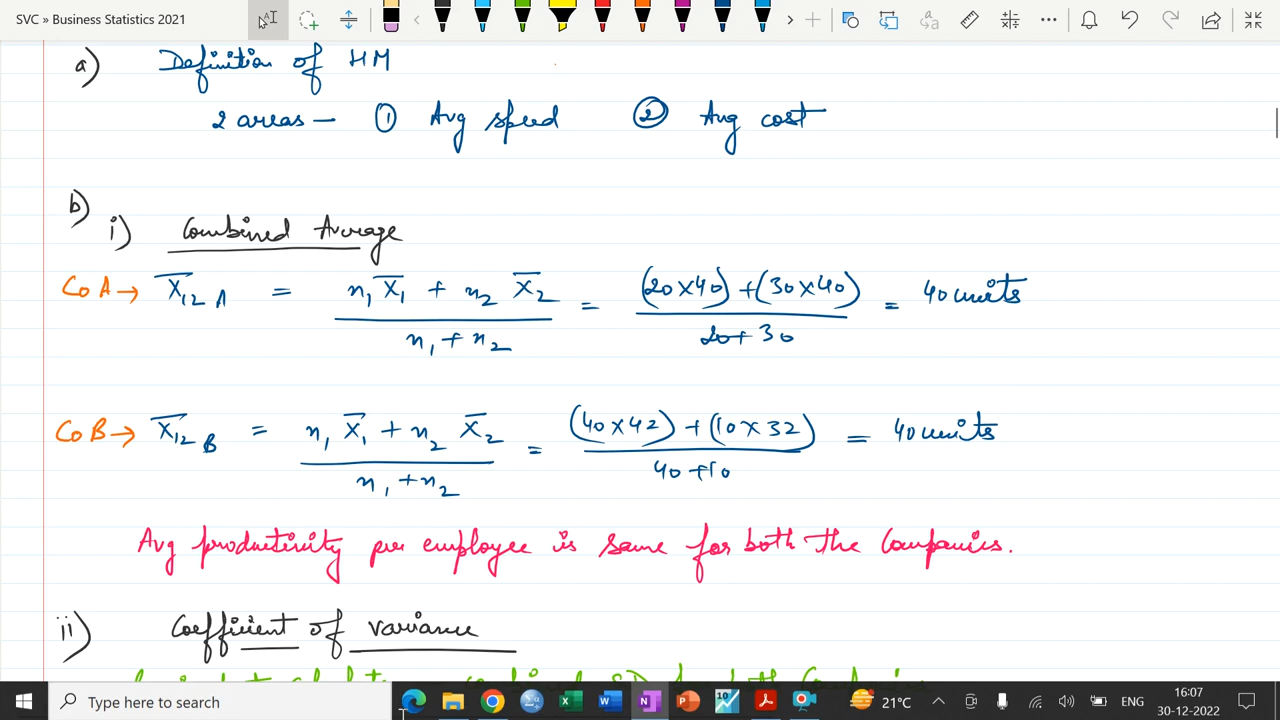 SVC » Business Statistics 2021
a) Definition of HM
2 areas — ① Avg speed ② Avg cost
b)
i) Combined Average
Co A → X̄12 A = n1 X̄1 + n2 X̄2 / n1 + n2 = (20×40) + (30×40) / 20+30 = 40 units
Co B → X̄12 B = n1 X̄1 + n2 X̄2 / n1 + n2 = (40×42) + (10×32) / 40+10 = 40 units
Avg productivity per employee is same for both the Companies.
ii) Coefficient of variance
Type here to search
21°C
ENG
16:07
30-12-2022